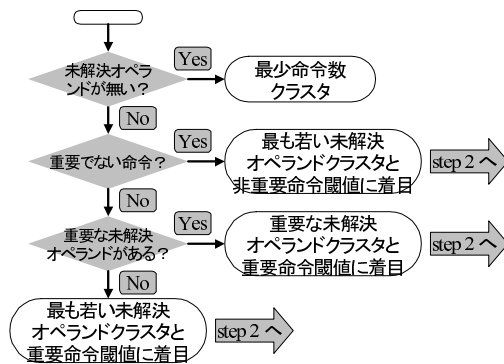 未解決オペラ
ンドが無い？
Yes
最少命令数
クラスタ
No
重要でない命令？
Yes
最も若い未解決
オペランドクラスタと
非重要命令閾値に着目
step 2 へ
No
重要な未解決
オペランドがある？
Yes
重要な未解決
オペランドクラスタと
重要命令閾値に着目
step 2 へ
No
最も若い未解決
オペランドクラスタと
重要命令閾値に着目
step 2 へ